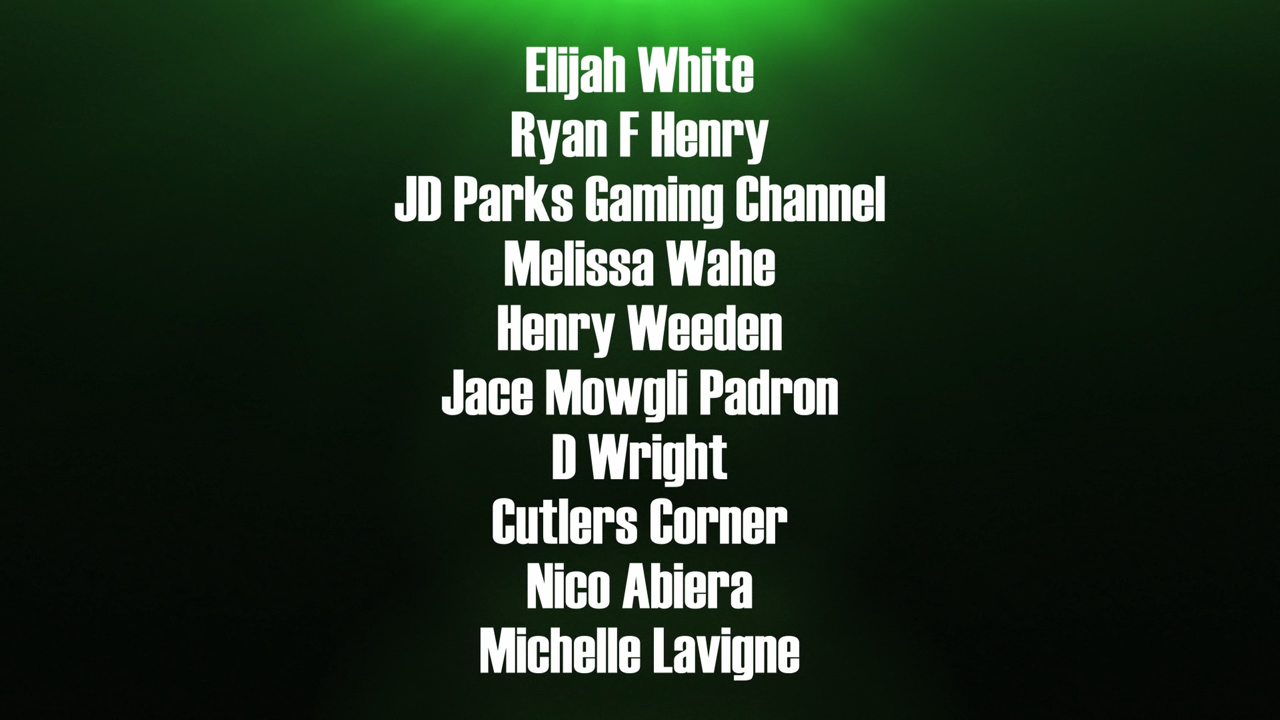 Elijah White
Ryan F Henry
JD Parks Gaming Channel
Melissa Wahe
Henry Weeden
Jace Mowgli Padron
D Wright
Cutlers Corner
Nico Abiera
Michelle Lavigne